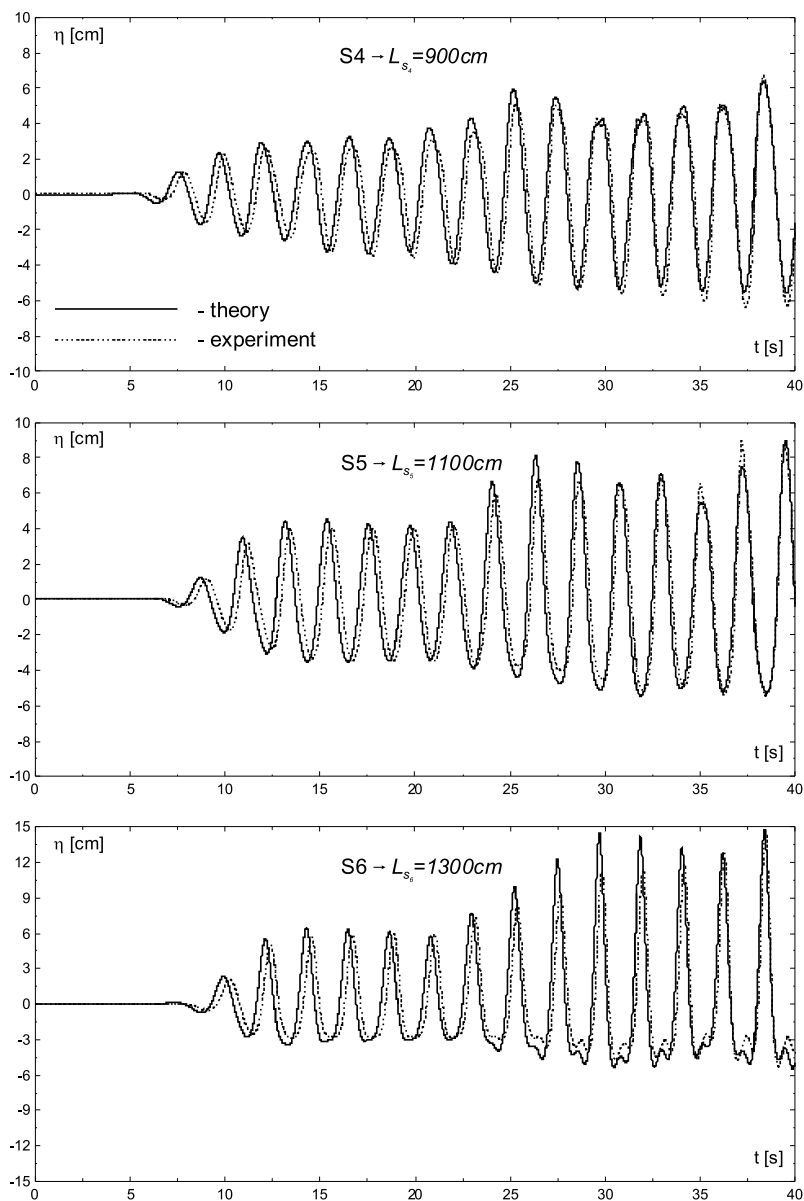 10
η [cm]
S4 → Ls₄=900cm
8
6
4
2
0
-2
-4
-6
- theory
-8
- experiment
t [s]
-10
0 5 10 15 20 25 30 35 40
10
η [cm]
S5 → Ls₅=1100cm
8
6
4
2
0
-2
-4
-6
-8
t [s]
-10
0 5 10 15 20 25 30 35 40
15
η [cm]
S6 → Ls₆=1300cm
12
9
6
3
0
-3
-6
-9
-12
t [s]
-15
0 5 10 15 20 25 30 35 40